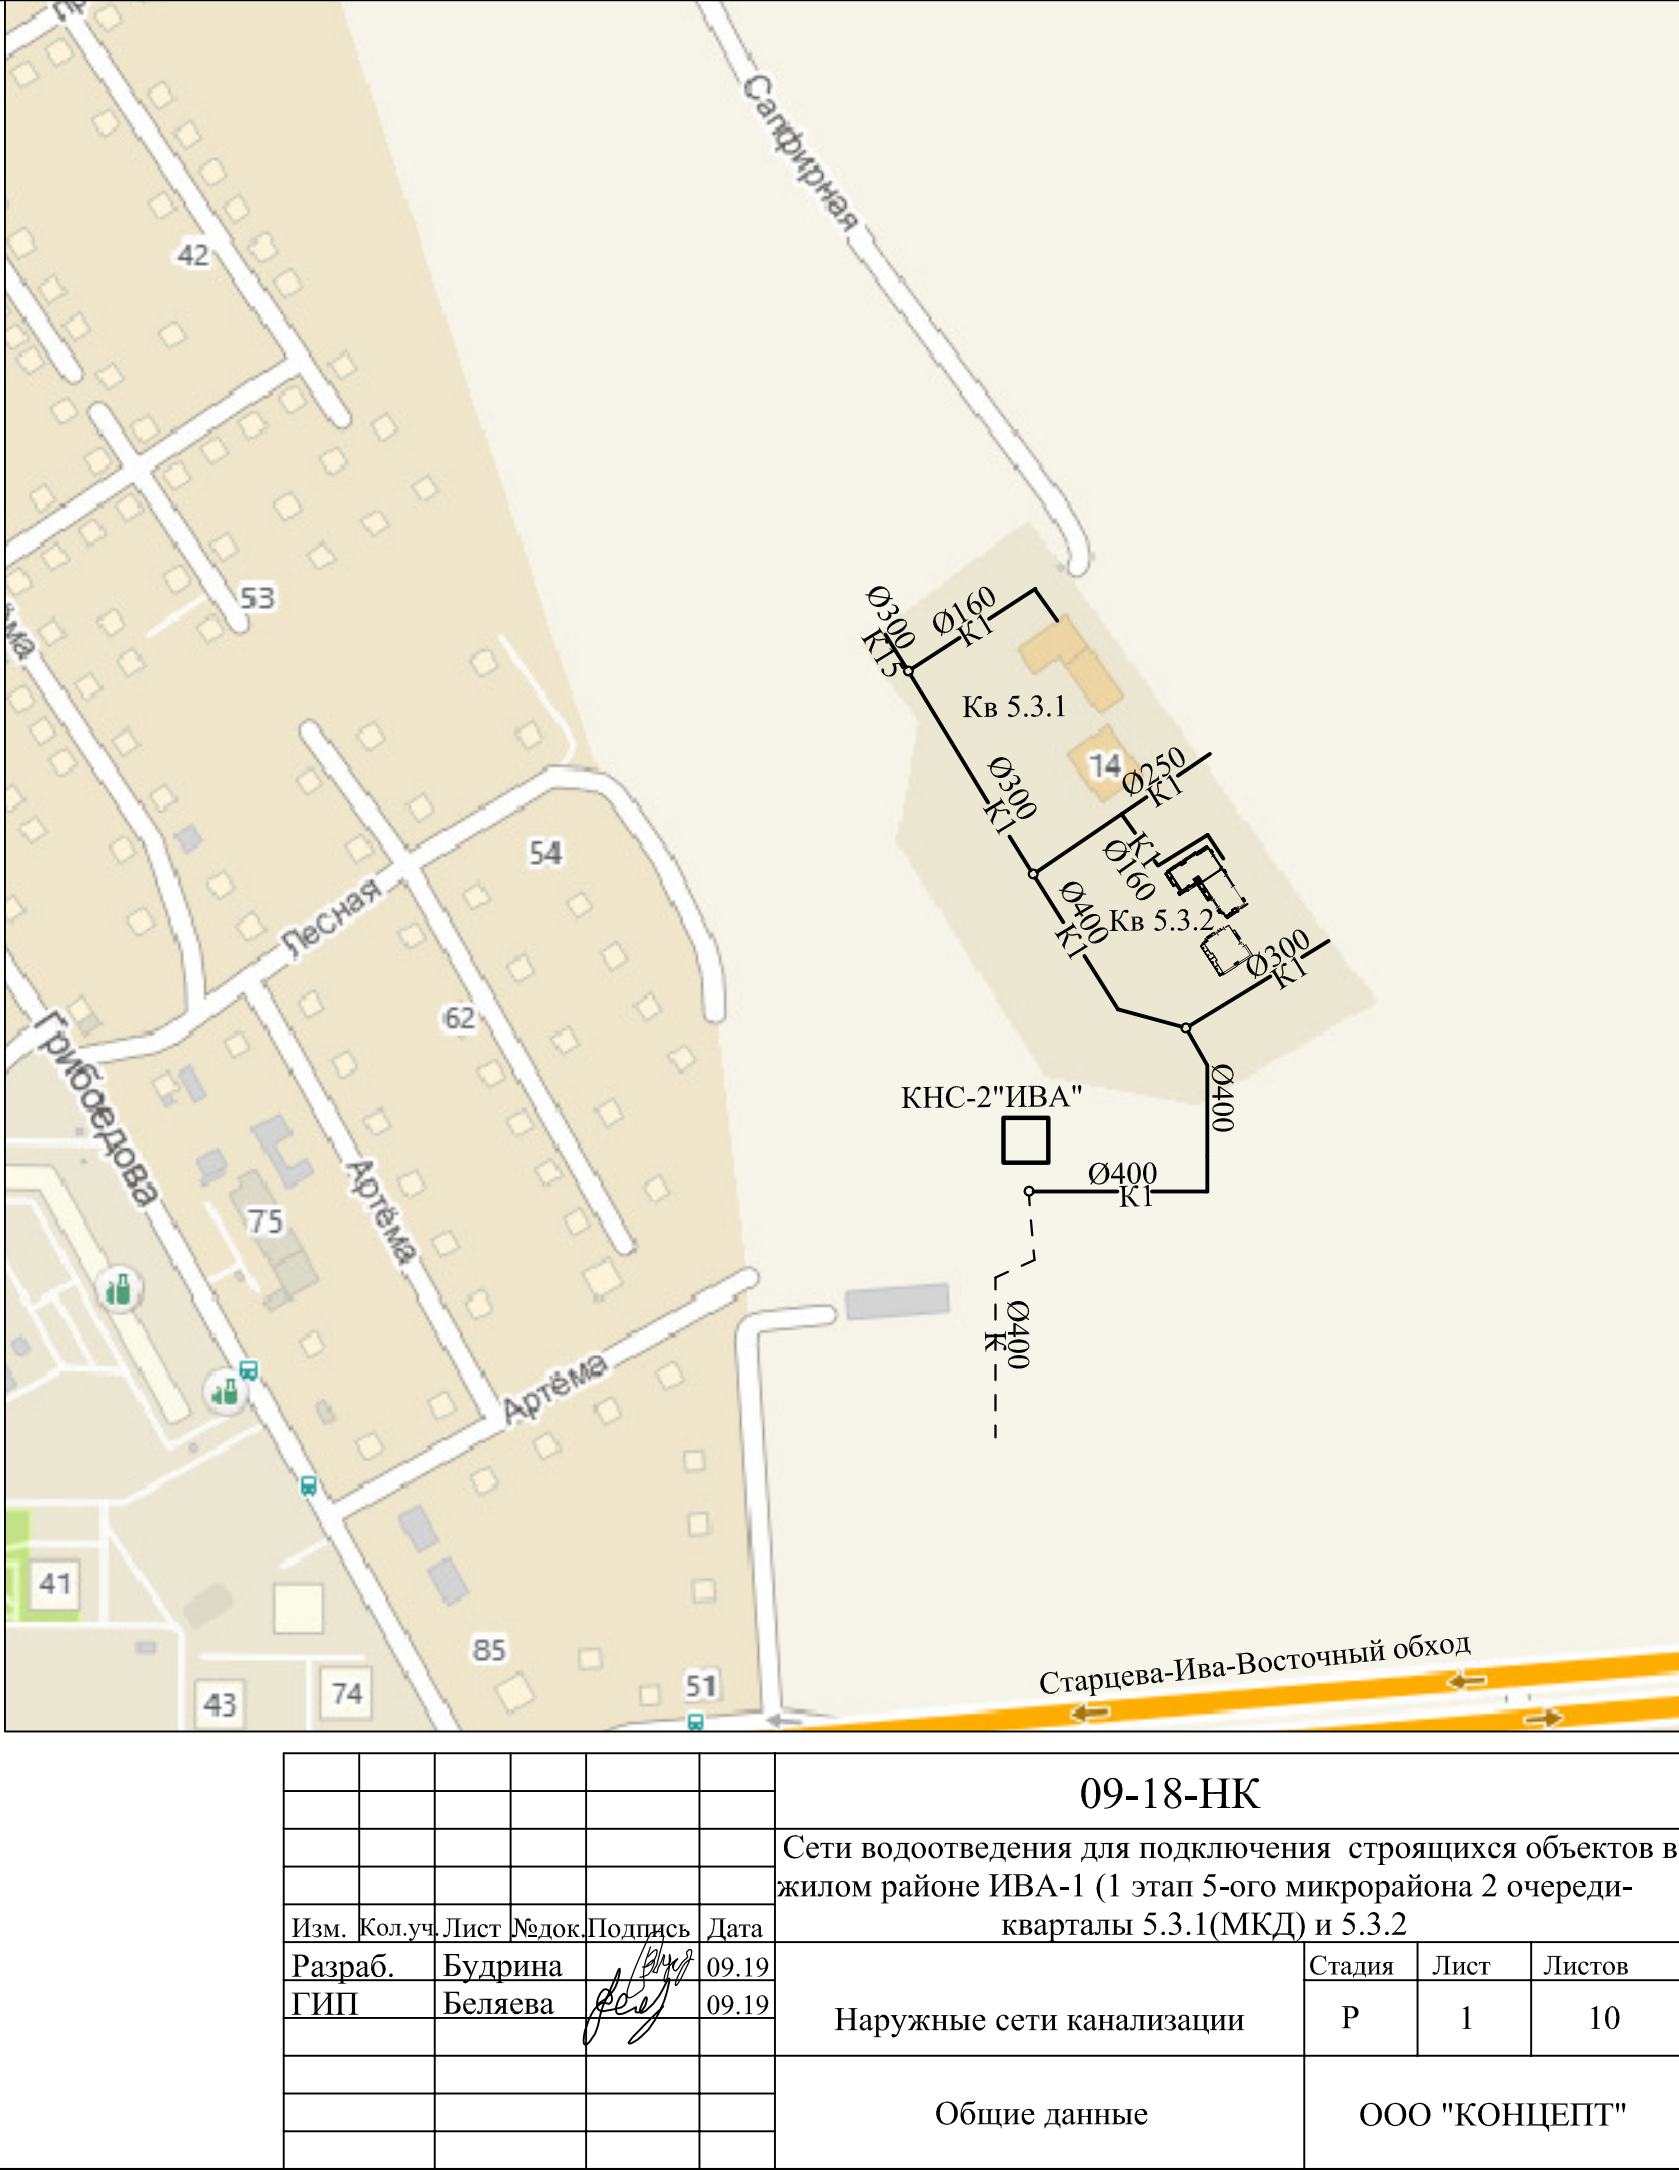 Сапфирная
42
53
Ø300
К1
5
Ø160
К1
Кв 5.3.1
14
Ø250
К1
Ø300
К1
К1
Ø160
54
Лесная
Ø400
К1
Кв 5.3.2
Ø300
К1
62
Грибоедова
КНС-2"ИВА"
Ø400
Ø400
К1
Артёма
75
Ø400
К
Артёма
41
85
51
43
74
Старцева-Ива-Восточный обход
09-18-НК
Сети водоотведения для подключения строящихся объектов в
жилом районе ИВА-1 (1 этап 5-ого микрорайона 2 очереди-
кварталы 5.3.1(МКД) и 5.3.2
Изм. Кол.уч. Лист №док. Подпись Дата
Разраб. Будрина 09.19
ГИП Беляева 09.19
Наружные сети канализации
Стадия Лист Листов
Р 1 10
Общие данные
ООО "КОНЦЕПТ"